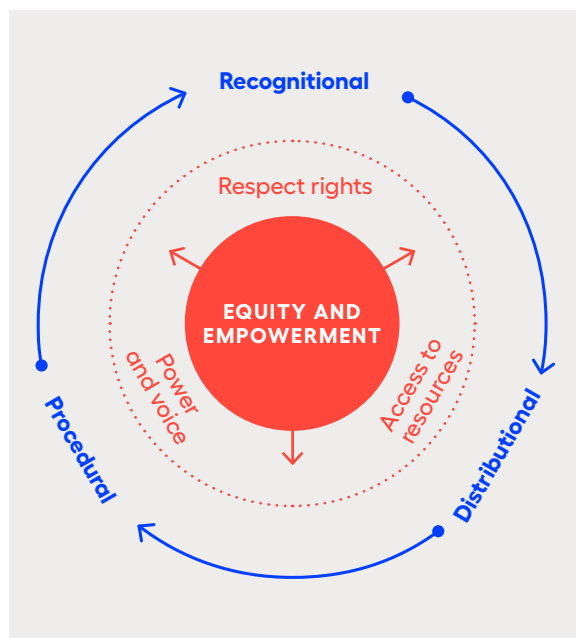 Recognitional
Respect rights
EQUITY AND
EMPOWERMENT
Power
and voice
Access to
resources
Procedural
Distributional